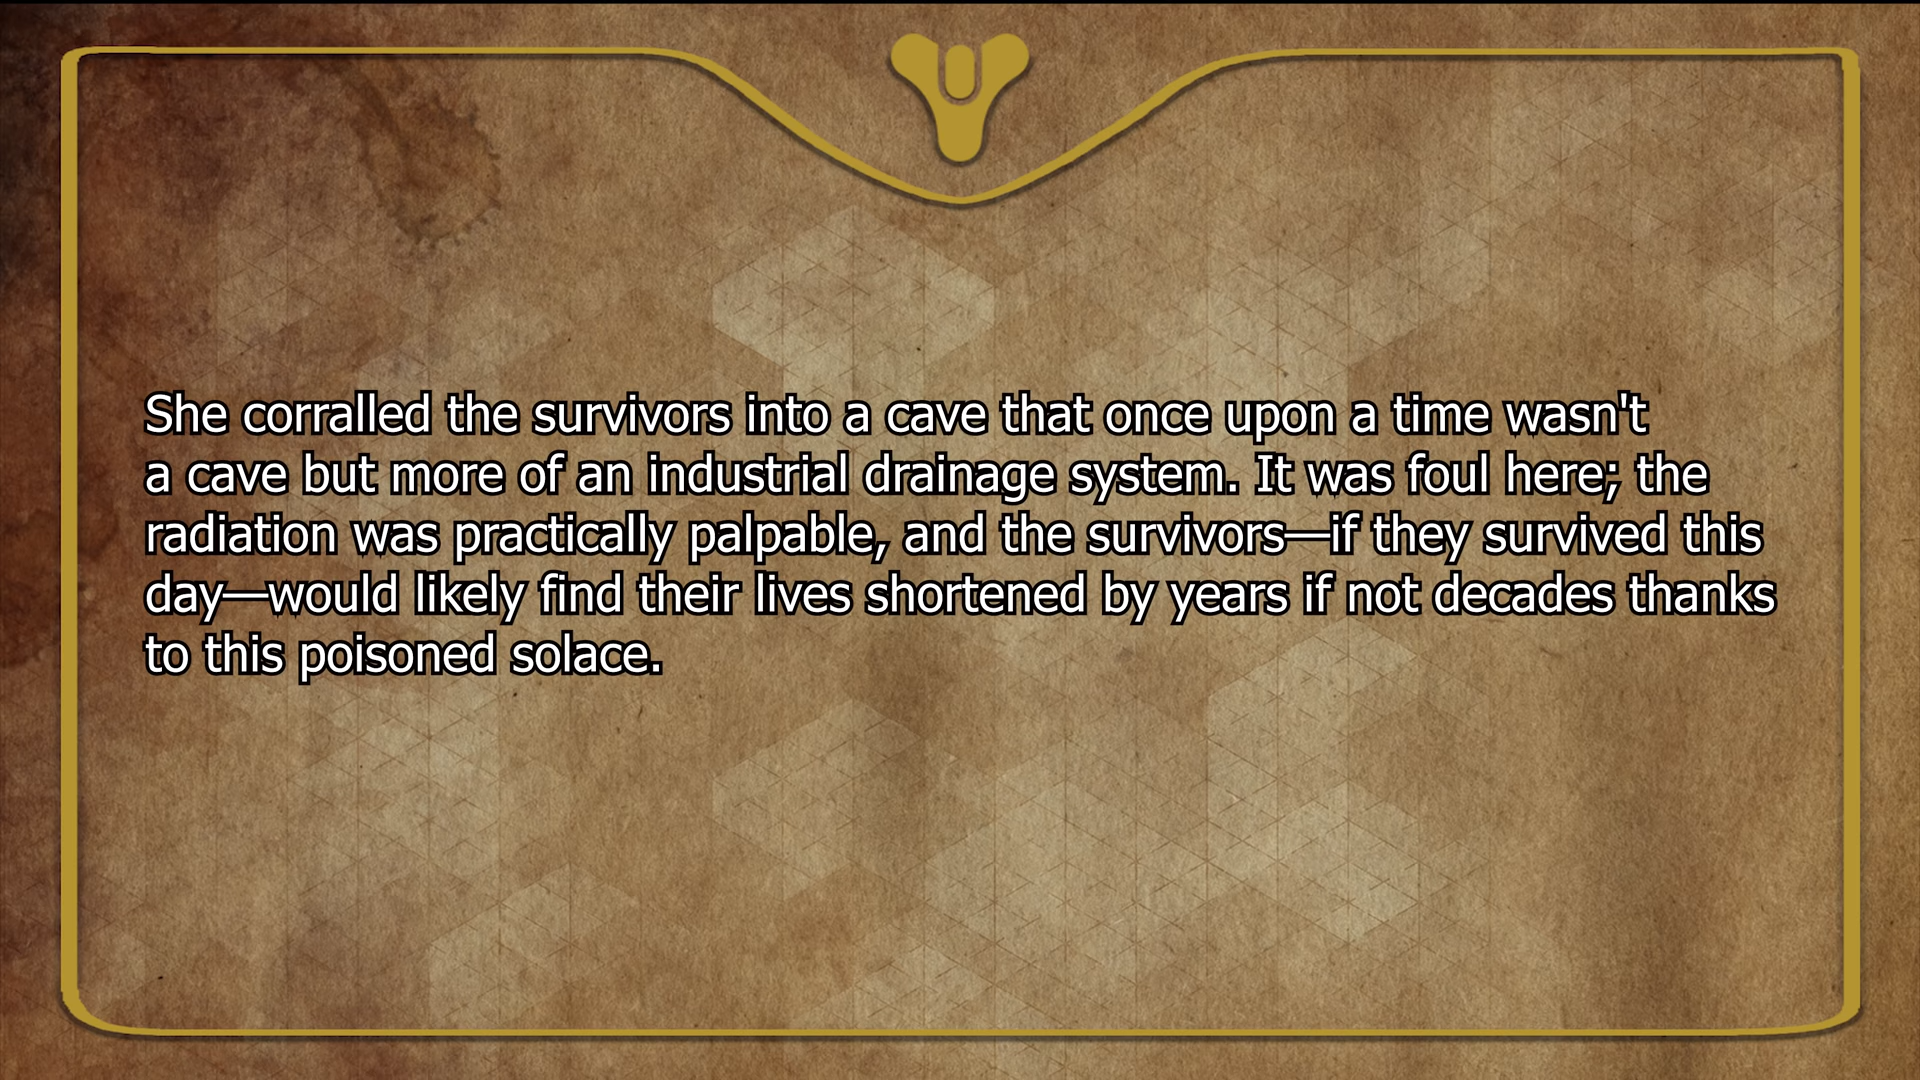 She corralled the survivors into a cave that once upon a time wasn't
a cave but more of an industrial drainage system. It was foul here; the
radiation was practically palpable, and the survivors—if they survived this
day—would likely find their lives shortened by years if not decades thanks
to this poisoned solace.